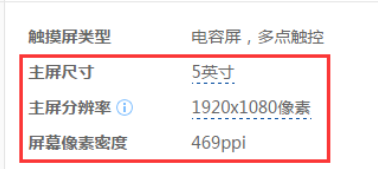 触摸屏类型 电容屏，多点触控
主屏尺寸 5英寸
主屏分辨率 1920x1080像素
屏幕像素密度 469ppi